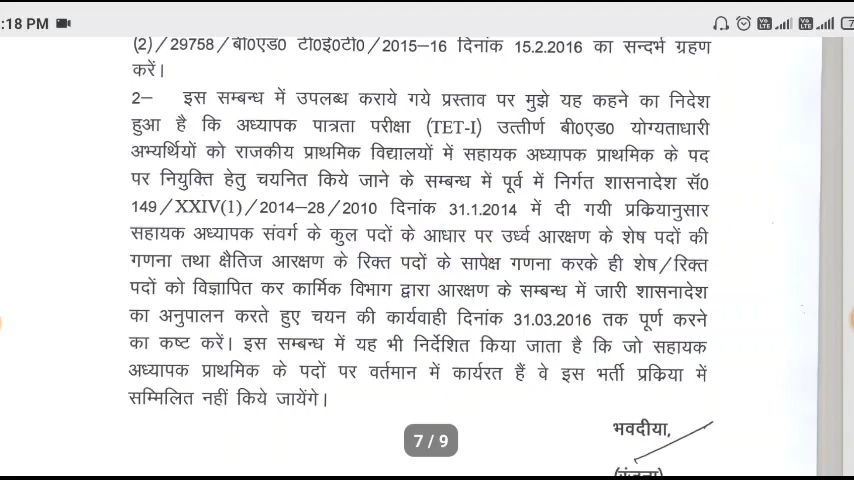 :18 PM
(2)/29758/बी0एड0 टी0ई0टी0/2015–16 दिनांक 15.2.2016 का सन्दर्भ ग्रहण
करें।
2– इस सम्बन्ध में उपलब्ध कराये गये प्रस्ताव पर मुझे यह कहने का निदेश
हुआ है कि अध्यापक पात्रता परीक्षा (TET-I) उत्तीर्ण बी0एड0 योग्यताधारी
अभ्यर्थियों को राजकीय प्राथमिक विद्यालयों में सहायक अध्यापक प्राथमिक के पद
पर नियुक्ति हेतु चयनित किये जाने के सम्बन्ध में पूर्व में निर्गत शासनादेश सॅ0
149/XXIV(1)/2014–28/2010 दिनांक 31.1.2014 में दी गयी प्रकियानुसार
सहायक अध्यापक संवर्ग के कुल पदों के आधार पर उर्ध्व आरक्षण के शेष पदों की
गणना तथा क्षैतिज आरक्षण के रिक्त पदों के सापेक्ष गणना करके ही शेष/रिक्त
पदों को विज्ञापित कर कार्मिक विभाग द्वारा आरक्षण के सम्बन्ध में जारी शासनादेश
का अनुपालन करते हुए चयन की कार्यवाही दिनांक 31.03.2016 तक पूर्ण करने
का कष्ट करें। इस सम्बन्ध में यह भी निर्देशित किया जाता है कि जो सहायक
अध्यापक प्राथमिक के पदों पर वर्तमान में कार्यरत हैं वे इस भर्ती प्रकिया में
सम्मिलित नहीं किये जायेंगे।
भवदीया,
7/9